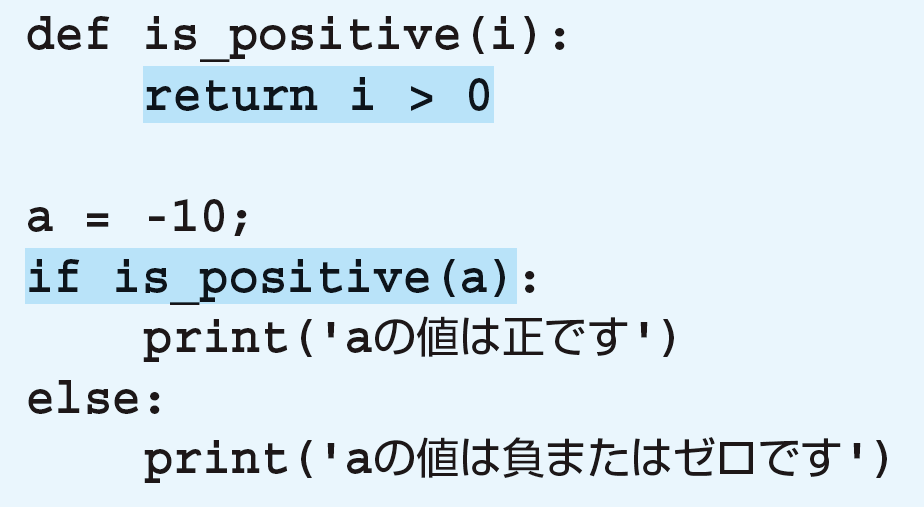 def is_positive(i):
    return i > 0

a = -10;
if is_positive(a):
    print('aの値は正です')
else:
    print('aの値は負またはゼロです')